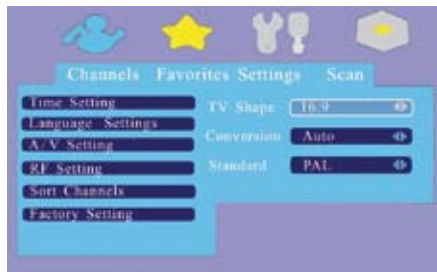 Channels Favorites Settings Scan
Time Setting
Language Settings
A/V Setting
RF Setting
Sort Channels
Factory Setting
TV Shape 16:9
Conversion Auto
Standard PAL